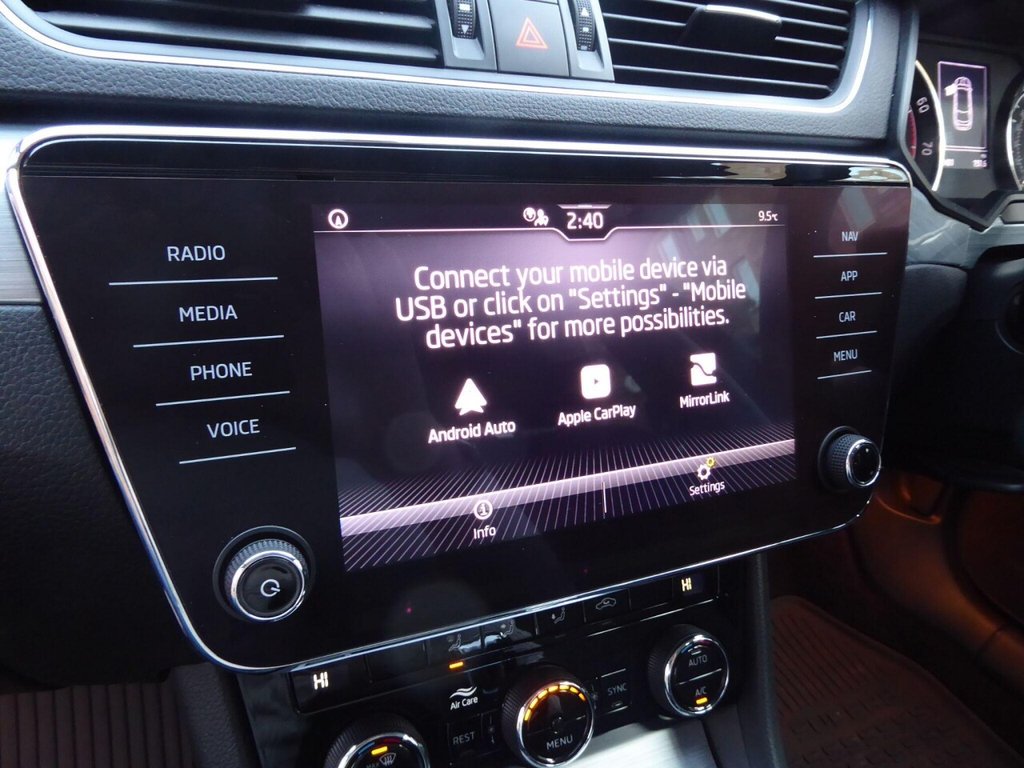 60
70
2:40
9.5°C
RADIO
MEDIA
PHONE
VOICE
Connect your mobile device via
USB or click on "Settings" - "Mobile
devices" for more possibilities.
Android Auto
Apple CarPlay
MirrorLink
Info
Settings
NAV
APP
CAR
MENU
HI
HI
Air Care
REST
MENU
SYNC
AUTO
A/C